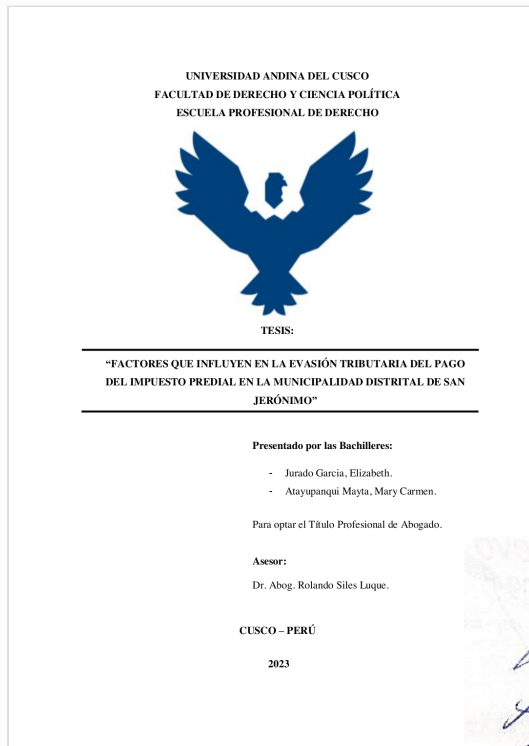 UNIVERSIDAD ANDINA DEL CUSCO
FACULTAD DE DERECHO Y CIENCIA POLÍTICA
ESCUELA PROFESIONAL DE DERECHO
TESIS:
“FACTORES QUE INFLUYEN EN LA EVASIÓN TRIBUTARIA DEL PAGO
DEL IMPUESTO PREDIAL EN LA MUNICIPALIDAD DISTRITAL DE SAN
JERÓNIMO”
Presentado por las Bachilleres:
- Jurado Garcia, Elizabeth.
- Atayupanqui Mayta, Mary Carmen.
Para optar el Título Profesional de Abogado.
Asesor:
Dr. Abog. Rolando Siles Luque.
CUSCO – PERÚ
2023